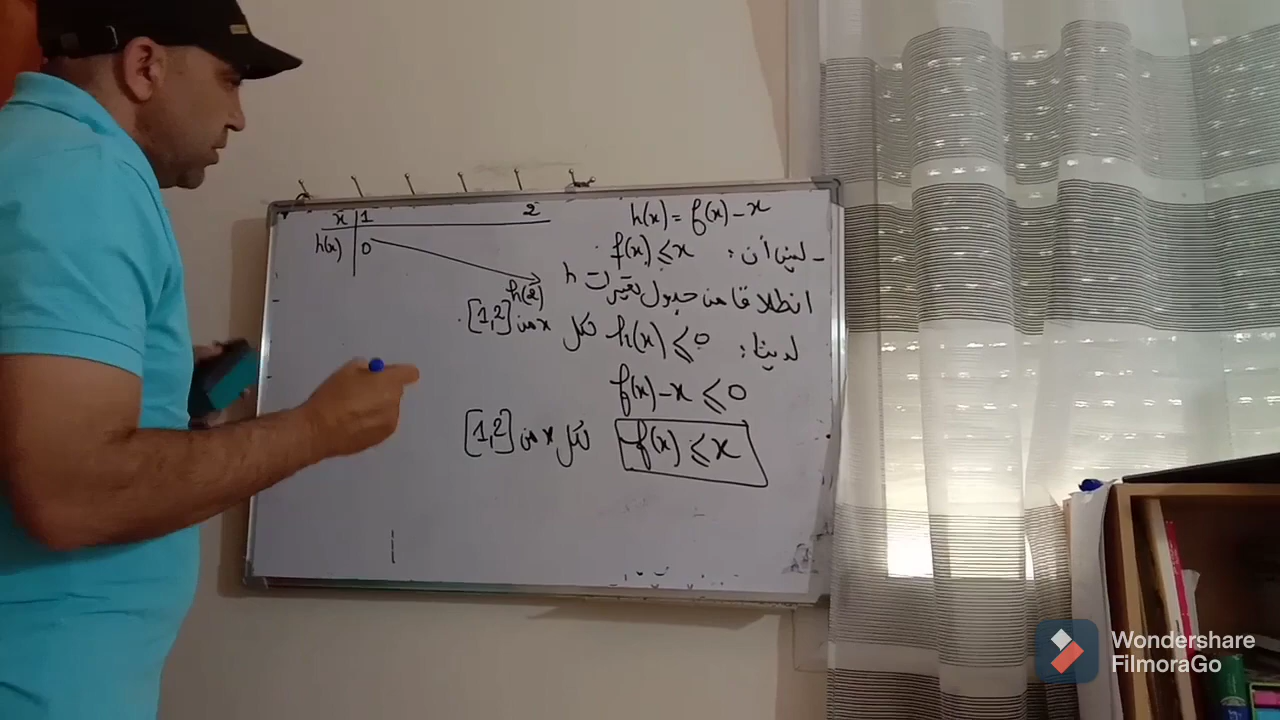 x 1 2
h(x) 0 h(2)
h(x) = f(x) - x
- لنبين أن : f(x) ⩽ x .
انطلاقا من جدول تغيرات h
لدينا : h(x) ⩽ 0 لكل x من [1,2] .
f(x) - x ⩽ 0
f(x) ⩽ x لكل x من [1,2]
Wondershare
FilmoraGo